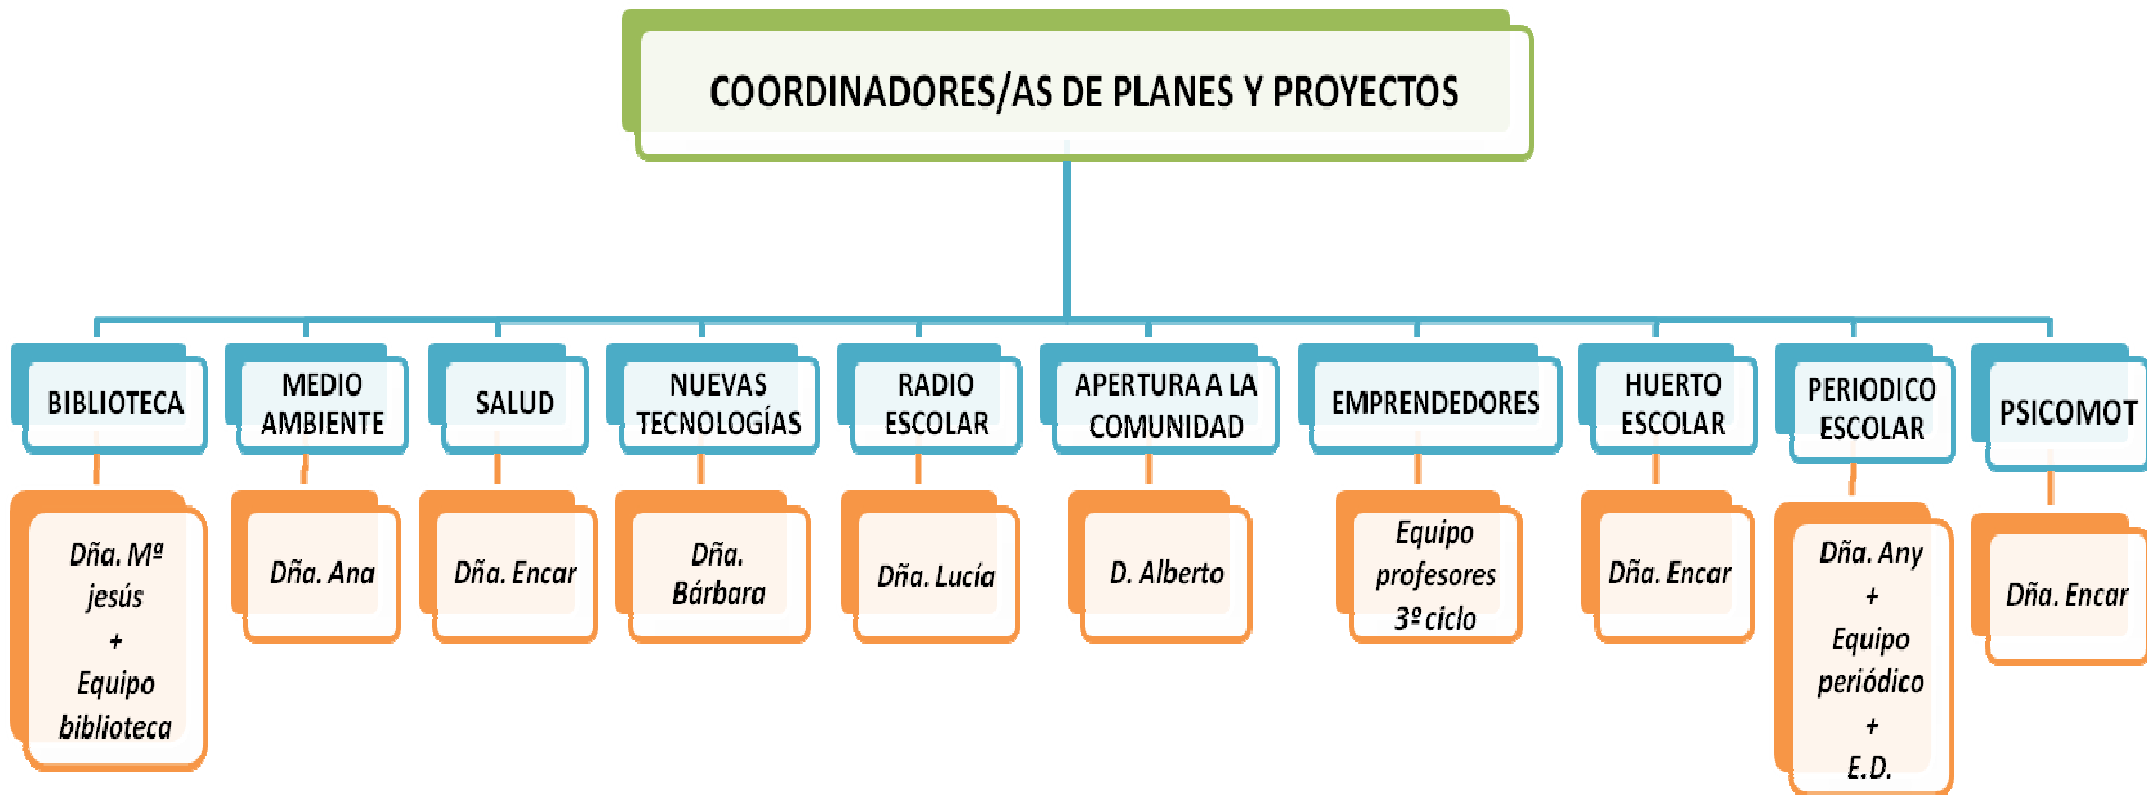 COORDINADORES/AS DE PLANES Y PROYECTOS
BIBLIOTECA
MEDIO
AMBIENTE
SALUD
NUEVAS
TECNOLOGÍAS
RADIO
ESCOLAR
APERTURA A LA
COMUNIDAD
EMPRENDEDORES
HUERTO
ESCOLAR
PERIODICO
ESCOLAR
PSICOMOT
Dña. Mª
jesús
+
Equipo
biblioteca
Dña. Ana
Dña. Encar
Dña.
Bárbara
Dña. Lucía
D. Alberto
Equipo
profesores
3º ciclo
Dña. Encar
Dña. Any
+
Equipo
periódico
+
E.D.
Dña. Encar